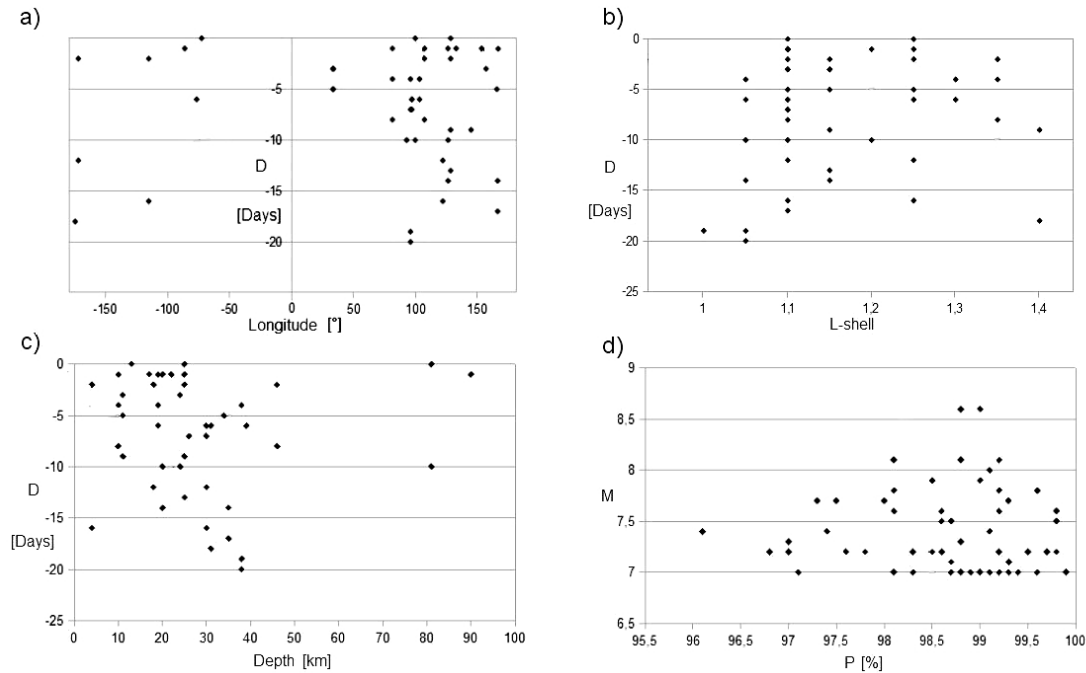 a)
0
-5
-10
D
-15
[Days]
-20
-150 -100 -50 0 50 100 150
Longitude [°]
b)
0
-5
-10
D
-15
[Days]
-20
-25
1 1,1 1,2 1,3 1,4
L-shell
c)
0
-5
-10
D
-15
[Days]
-20
-25
0 10 20 30 40 50 60 70 80 90 100
Depth [km]
d)
9
8.5
8
M
7.5
7
6.5
95,5 96 96,5 97 97,5 98 98,5 99 99,5 100
P [%]